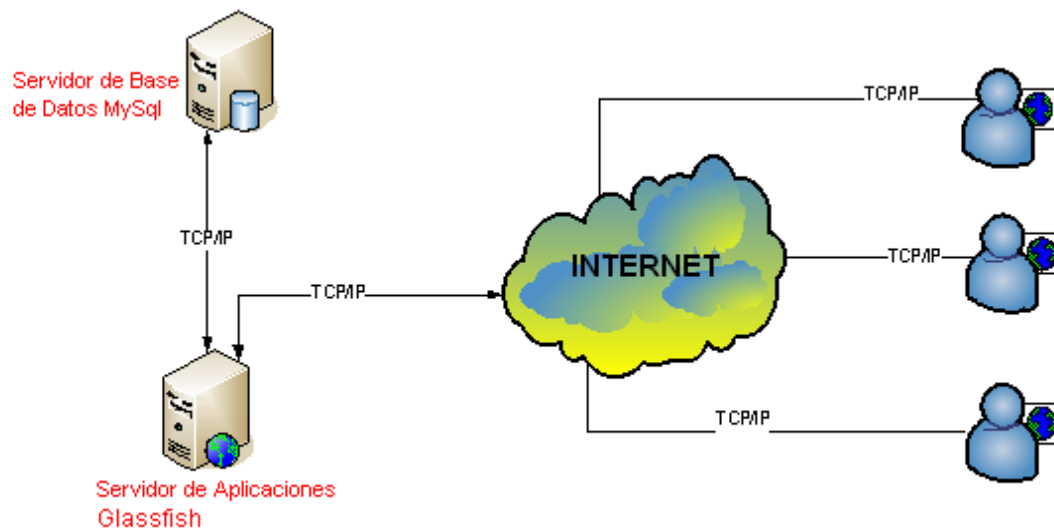 Servidor de Base
de Datos MySql
TCP/IP
TCP/IP
INTERNET
TCP/IP
TCP/IP
TCP/IP
Servidor de Aplicaciones
Glassfish